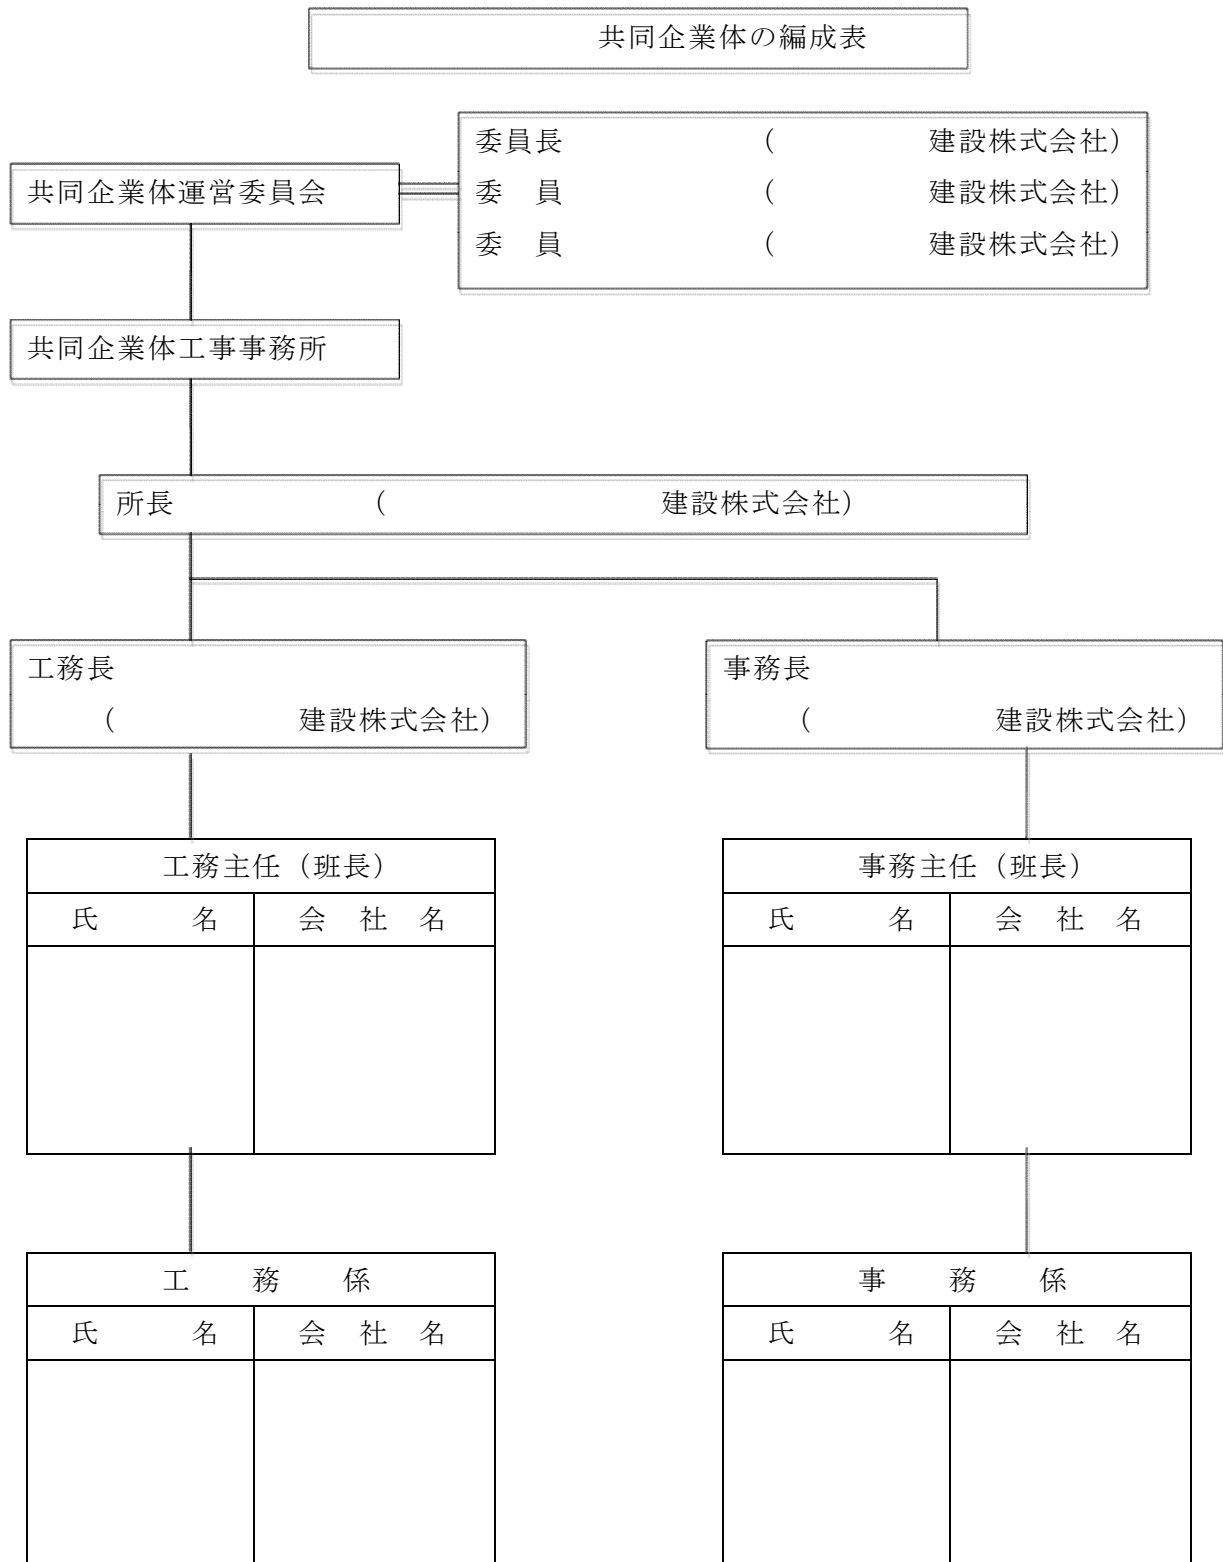 共同企業体の編成表
委員長 ( 建設株式会社)
共同企業体運営委員会
委 員 ( 建設株式会社)
委 員 ( 建設株式会社)
共同企業体工事事務所
所長 ( 建設株式会社)
工務長
( 建設株式会社)
事務長
( 建設株式会社)
工務主任(班長)
氏 名 会 社 名
事務主任(班長)
氏 名 会 社 名
工 務 係
氏 名 会 社 名
事 務 係
氏 名 会 社 名